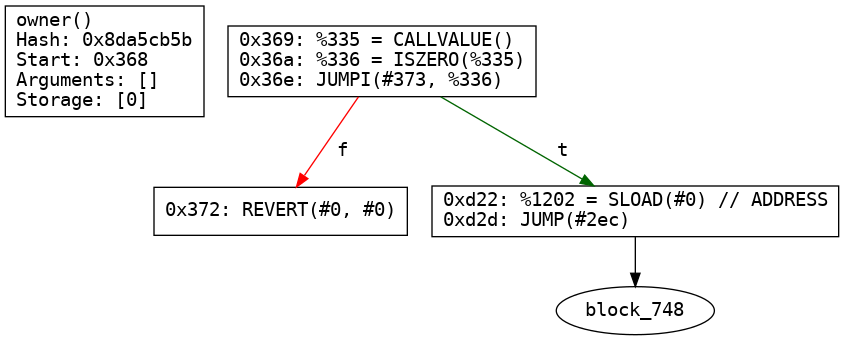 owner()
Hash: 0x8da5cb5b
Start: 0x368
Arguments: []
Storage: [0]
0x369: %335 = CALLVALUE()
0x36a: %336 = ISZERO(%335)
0x36e: JUMPI(#373, %336)
f
t
0x372: REVERT(#0, #0)
0xd22: %1202 = SLOAD(#0) // ADDRESS
0xd2d: JUMP(#2ec)
block_748